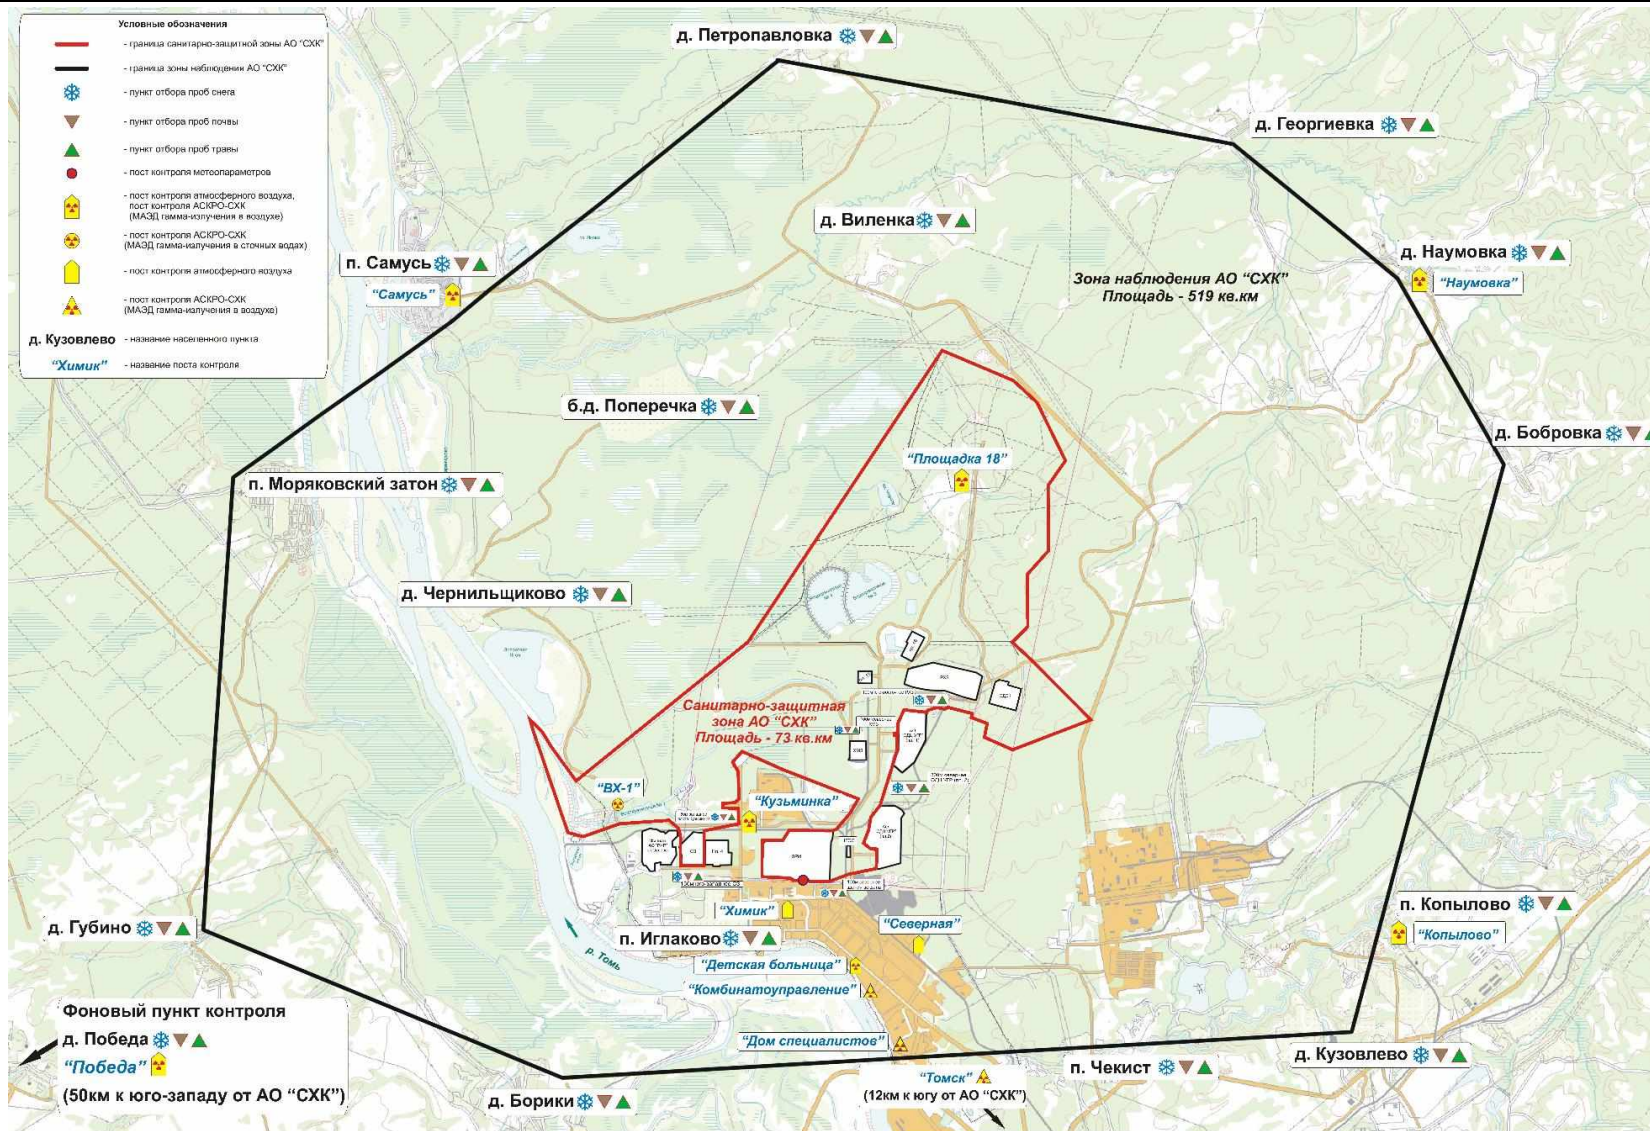 Условные обозначения
- граница санитарно-защитной зоны АО "СХК"
- граница зоны наблюдения АО "СХК"
- пункт отбора проб снега
- пункт отбора проб почвы
- пункт отбора проб травы
- пост контроля метеопараметров
- пост контроля атмосферного воздуха,
пост контроля АСКРО-СХК
(МАЭД гамма-излучения в воздухе)
- пост контроля АСКРО-СХК
(МАЭД гамма-излучения в сточных водах)
- пост контроля атмосферного воздуха
- пост контроля АСКРО-СХК
(МАЭД гамма-излучения в воздухе)
д. Кузовлево - название населенного пункта
"Химик" - название поста контроля
д. Петропавловка
д. Георгиевка
д. Виленка
д. Наумовка
"Наумовка"
п. Самусь
"Самусь"
Зона наблюдения АО "СХК"
Площадь - 519 кв.км
б.д. Поперечка
д. Бобровка
"Площадка 18"
п. Моряковский затон
д. Чернильщиково
Санитарно-защитная
зона АО "СХК"
Площадь - 73 кв.км
"ВХ-1"
"Кузьминка"
"Химик"
"Северная"
п. Копылово
"Копылово"
д. Губино
п. Иглаково
р. Томь
"Детская больница"
"Комбинатоуправление"
"Дом специалистов"
Фоновый пункт контроля
д. Победа
"Победа"
(50км к юго-западу от АО "СХК")
д. Борики
"Томск"
(12км к югу от АО "СХК")
п. Чекист
д. Кузовлево